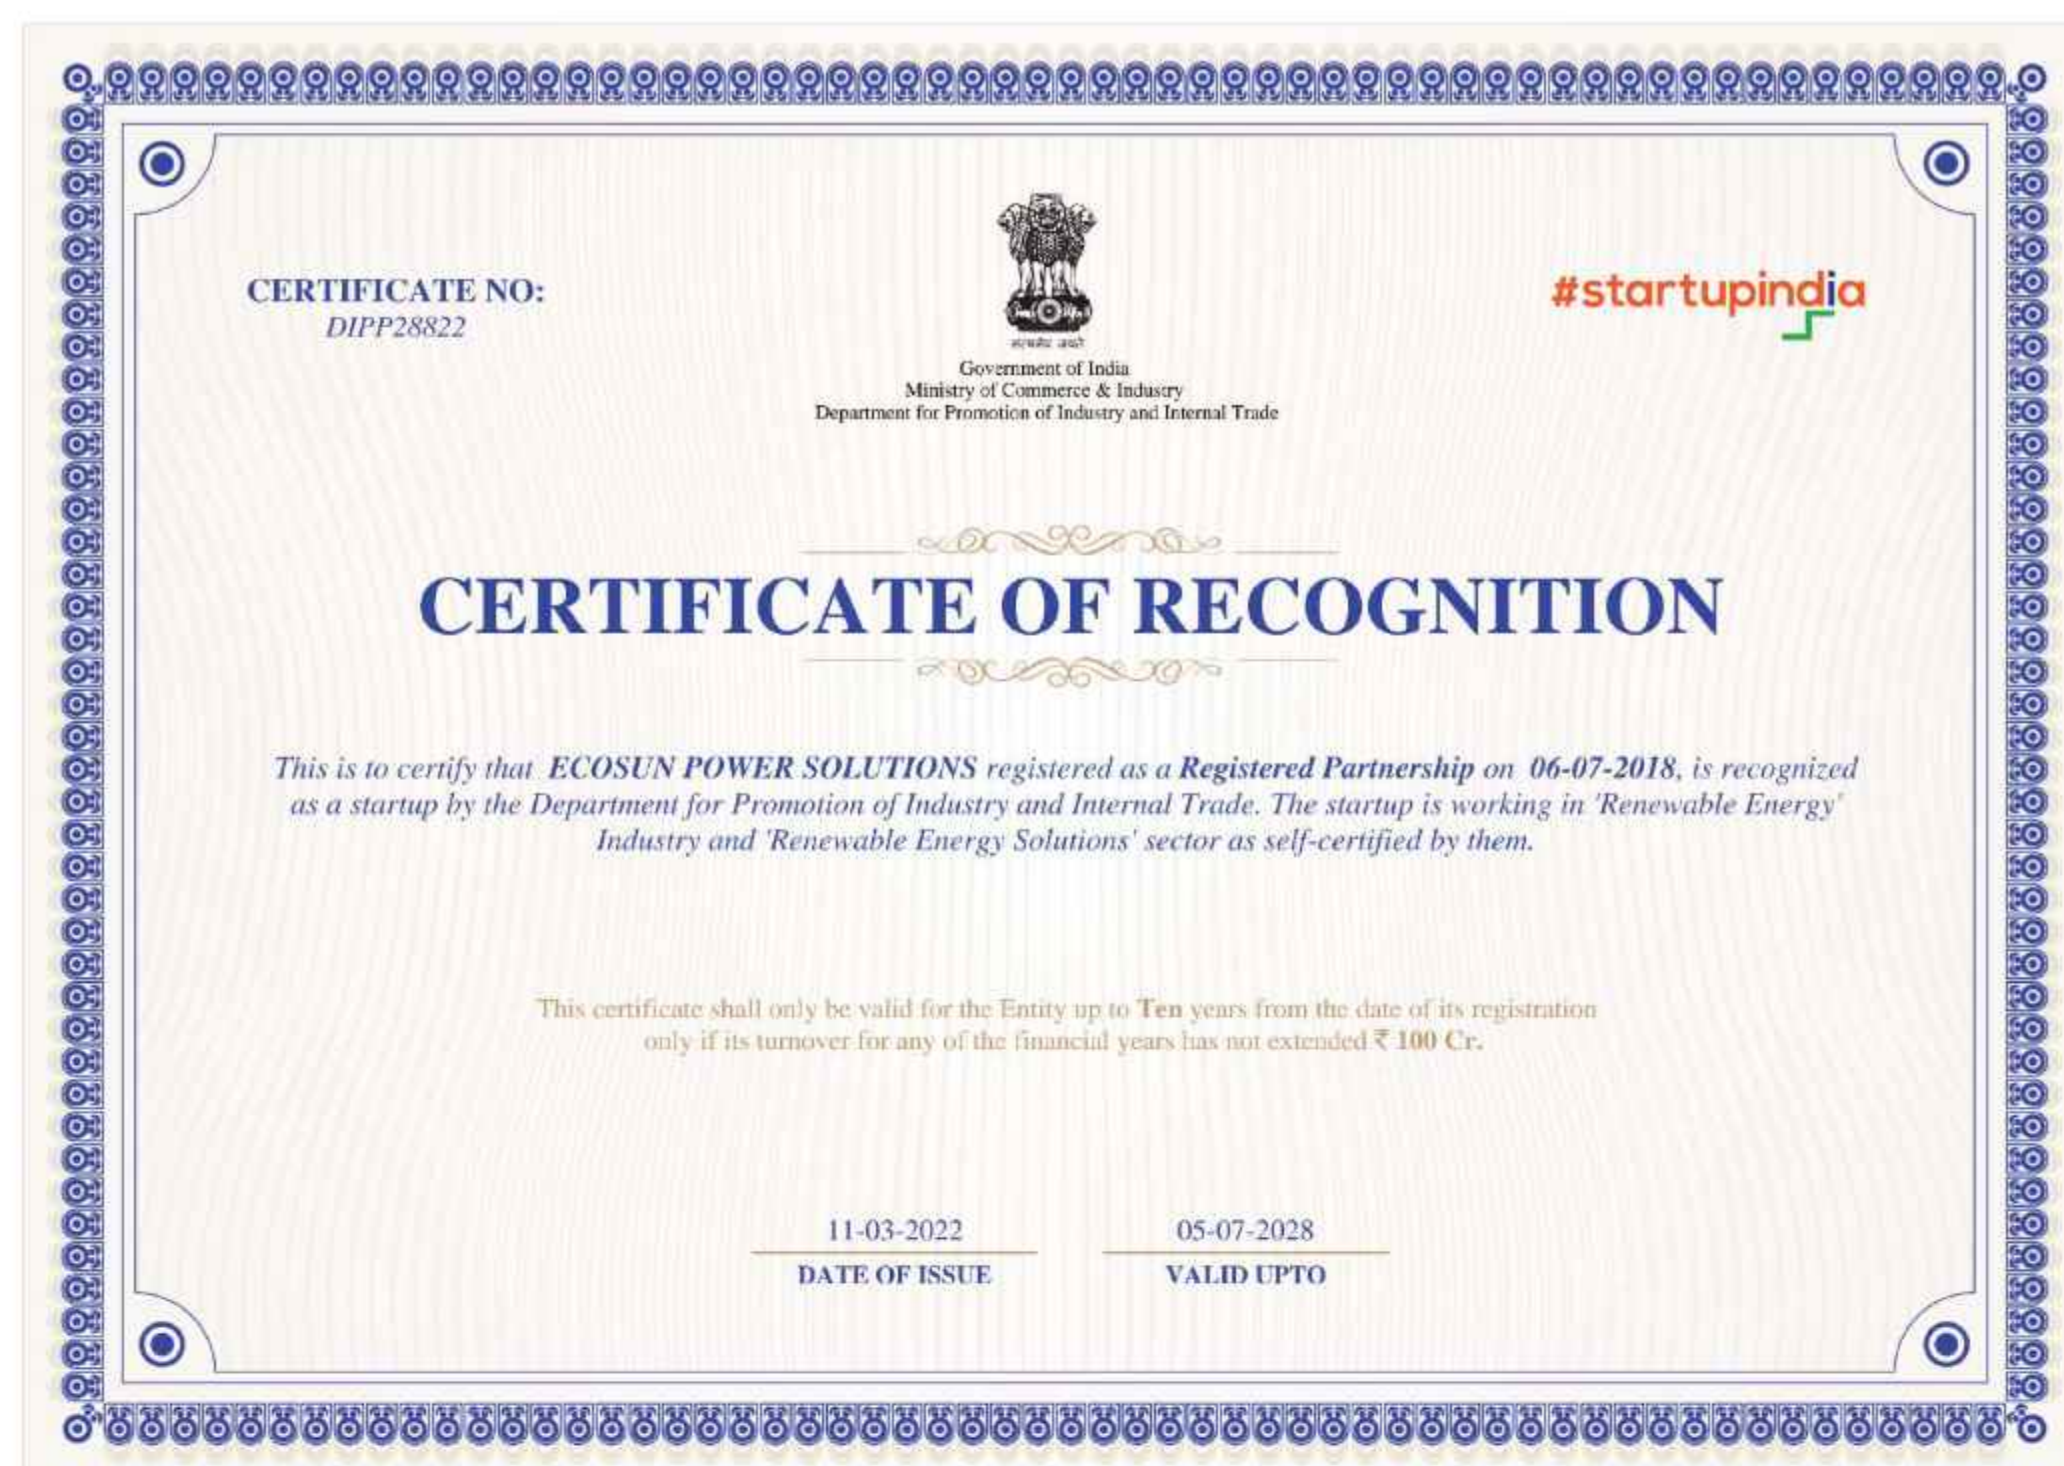 CERTIFICATE NO:
DIPP28822
#startupindia
सत्यमेव जयते
Government of India
Ministry of Commerce & Industry
Department for Promotion of Industry and Internal Trade
CERTIFICATE OF RECOGNITION
This is to certify that ECOSUN POWER SOLUTIONS registered as a Registered Partnership on 06-07-2018, is recognized
as a startup by the Department for Promotion of Industry and Internal Trade. The startup is working in 'Renewable Energy'
Industry and 'Renewable Energy Solutions' sector as self-certified by them.
This certificate shall only be valid for the Entity up to Ten years from the date of its registration
only if its turnover for any of the financial years has not extended ₹ 100 Cr.
11-03-2022
DATE OF ISSUE
05-07-2028
VALID UPTO